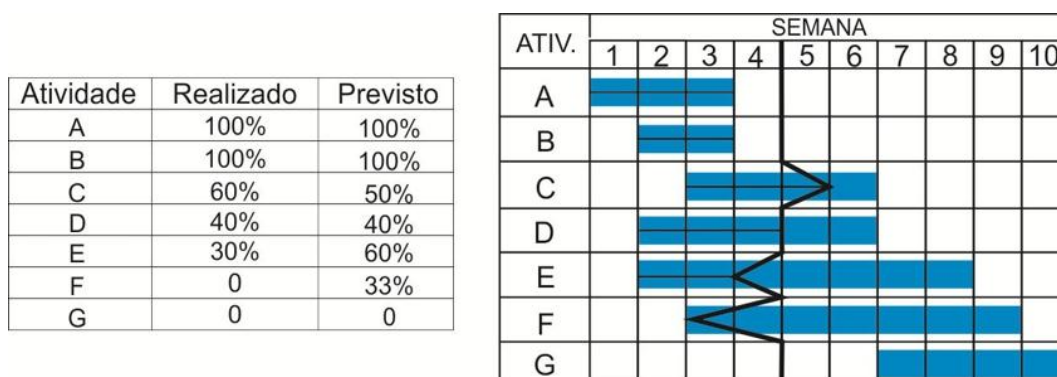 Atividade Realizado Previsto
A 100% 100%
B 100% 100%
C 60% 50%
D 40% 40%
E 30% 60%
F 0 33%
G 0 0
SEMANA
ATIV. 1 2 3 4 5 6 7 8 9 10
A
B
C
D
E
F
G